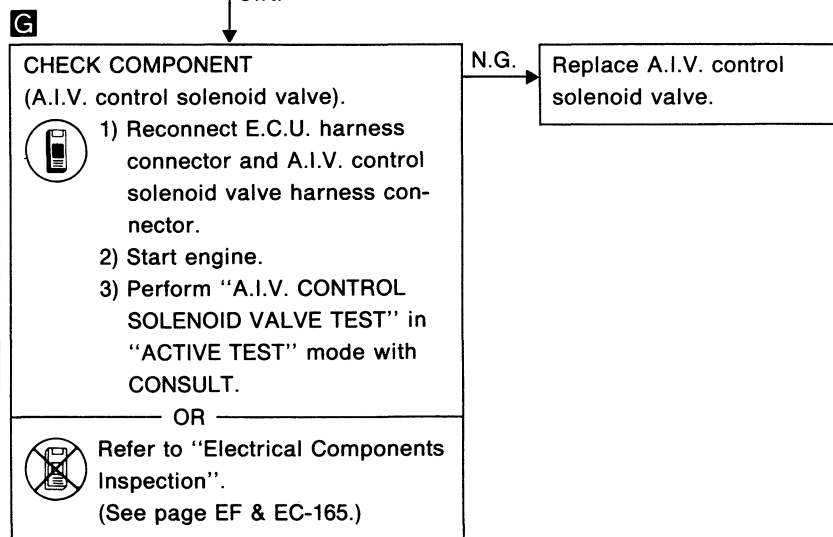 G
CHECK COMPONENT
(A.I.V. control solenoid valve).
1) Reconnect E.C.U. harness
connector and A.I.V. control
solenoid valve harness con-
nector.
2) Start engine.
3) Perform ‘‘A.I.V. CONTROL
SOLENOID VALVE TEST’’ in
‘‘ACTIVE TEST’’ mode with
CONSULT.
OR
Refer to ‘‘Electrical Components
Inspection’’.
(See page EF & EC-165.)
N.G.
Replace A.I.V. control
solenoid valve.